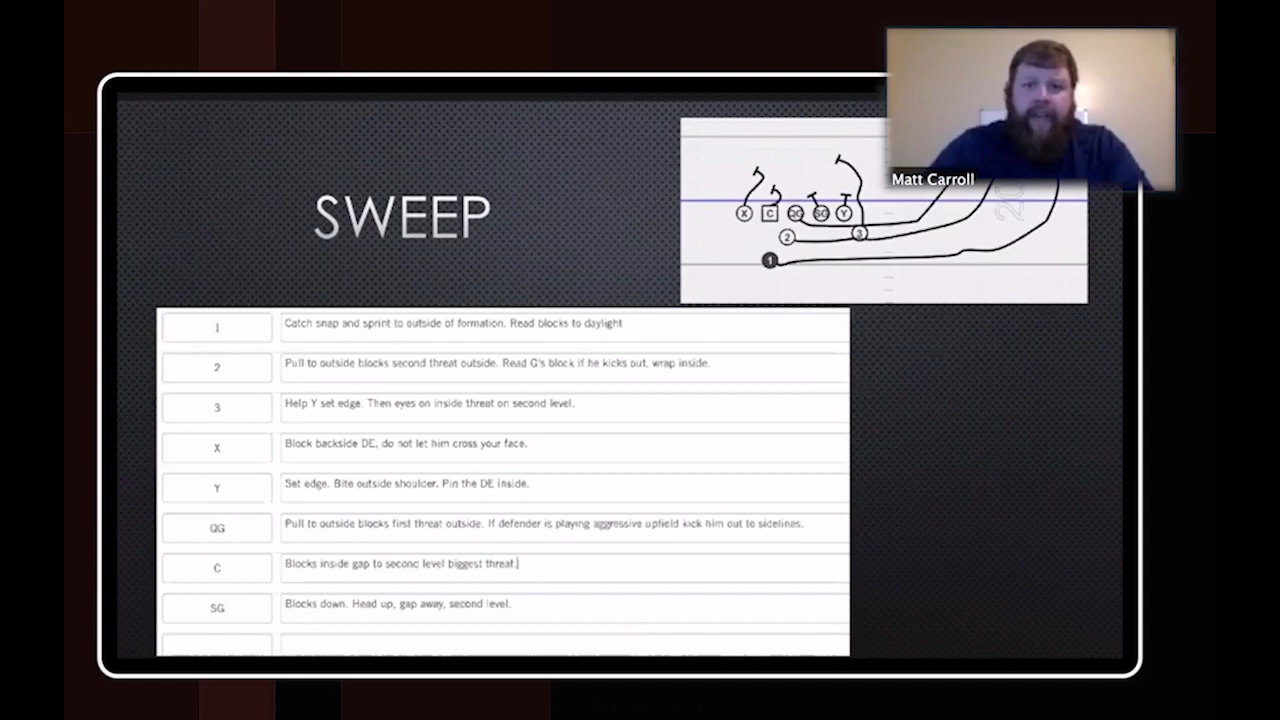 Matt Carroll
SWEEP
X C QG SG Y
2 3
1
20
1 Catch snap and sprint to outside of formation. Read blocks to daylight
2 Pull to outside blocks second threat outside. Read G's block if he kicks out, wrap inside.
3 Help Y set edge. Then eyes on inside threat on second level.
X Block backside DE, do not let him cross your face.
Y Set edge. Bite outside shoulder. Pin the DE inside.
QG Pull to outside blocks first threat outside. If defender is playing aggressive upfield kick him out to sidelines.
C Blocks inside gap to second level biggest threat.
SG Blocks down. Head up, gap away, second level.